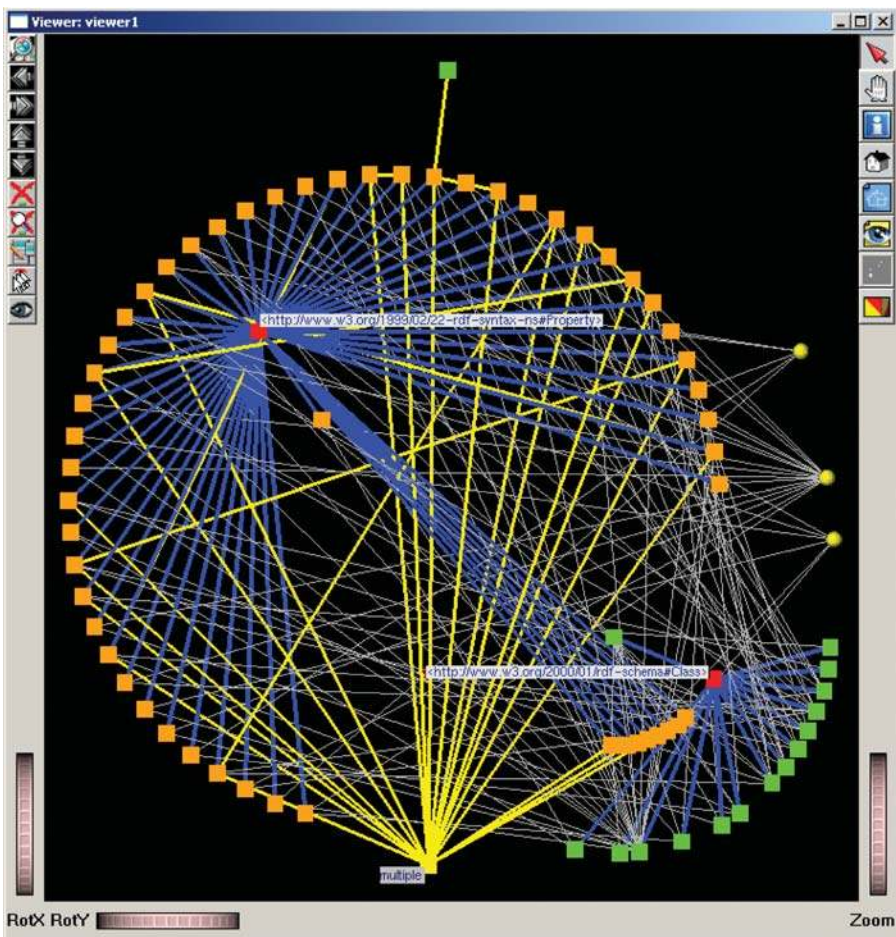 Viewer: viewer1
<http://www.w3.org/1999/02/22-rdf-syntax-ns#Property>
<http://www.w3.org/2000/01/rdf-schema#Class>
multiple
RotX RotY
Zoom